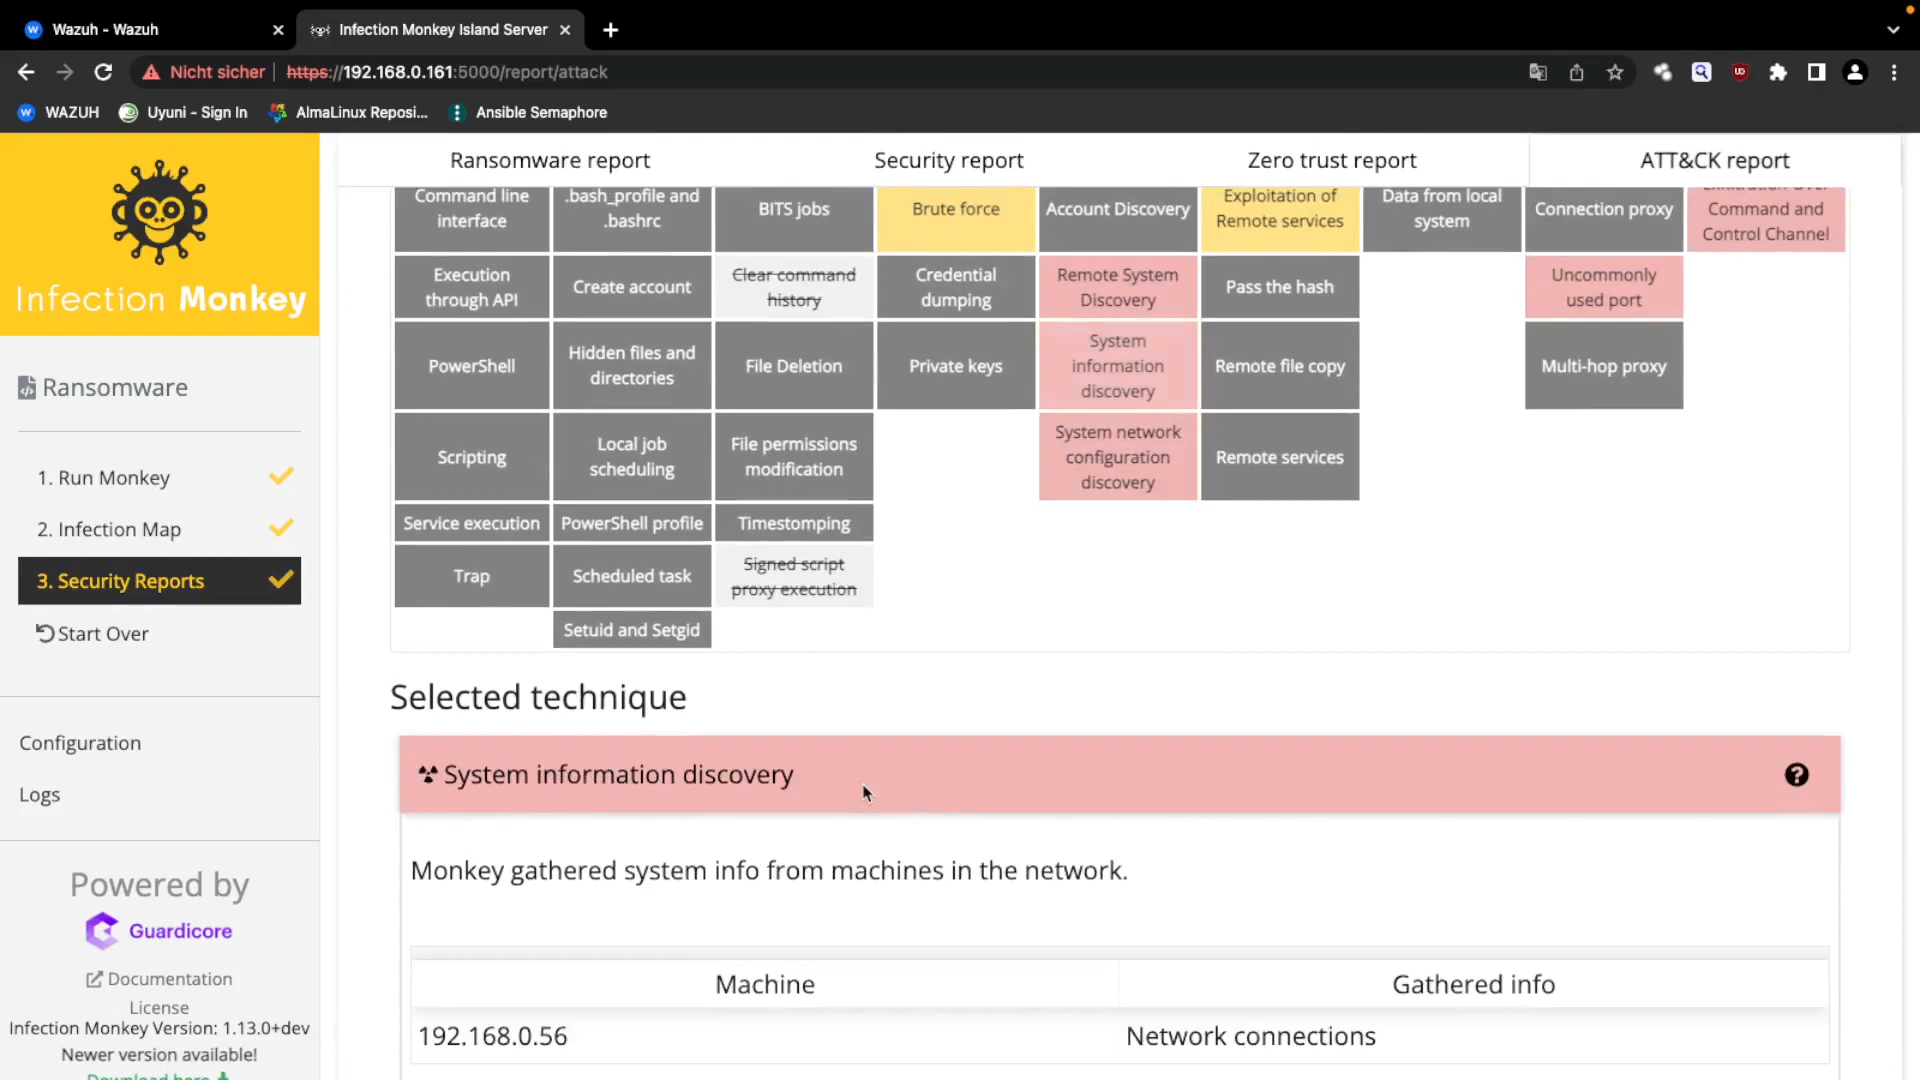 Wazuh - Wazuh
Infection Monkey Island Server
Nicht sicher
https://192.168.0.161:5000/report/attack
WAZUH
Uyuni - Sign In
AlmaLinux Reposi...
Ansible Semaphore
Infection Monkey
Ransomware
1. Run Monkey
2. Infection Map
3. Security Reports
Start Over
Configuration
Logs
Powered by
Guardicore
Documentation
License
Infection Monkey Version: 1.13.0+dev
Newer version available!
Download here
Ransomware report
Security report
Zero trust report
ATT&CK report
Command line
interface
.bash_profile and
.bashrc
BITS jobs
Brute force
Account Discovery
Exploitation of
Remote services
Data from local
system
Connection proxy
Exfiltration Over
Command and
Control Channel
Execution
through API
Create account
Clear command
history
Credential
dumping
Remote System
Discovery
Pass the hash
Uncommonly
used port
PowerShell
Hidden files and
directories
File Deletion
Private keys
System
information
discovery
Remote file copy
Multi-hop proxy
Scripting
Local job
scheduling
File permissions
modification
System network
configuration
discovery
Remote services
Service execution
PowerShell profile
Timestomping
Trap
Scheduled task
Signed script
proxy execution
Setuid and Setgid
Selected technique
System information discovery
Monkey gathered system info from machines in the network.
Machine
Gathered info
192.168.0.56
Network connections